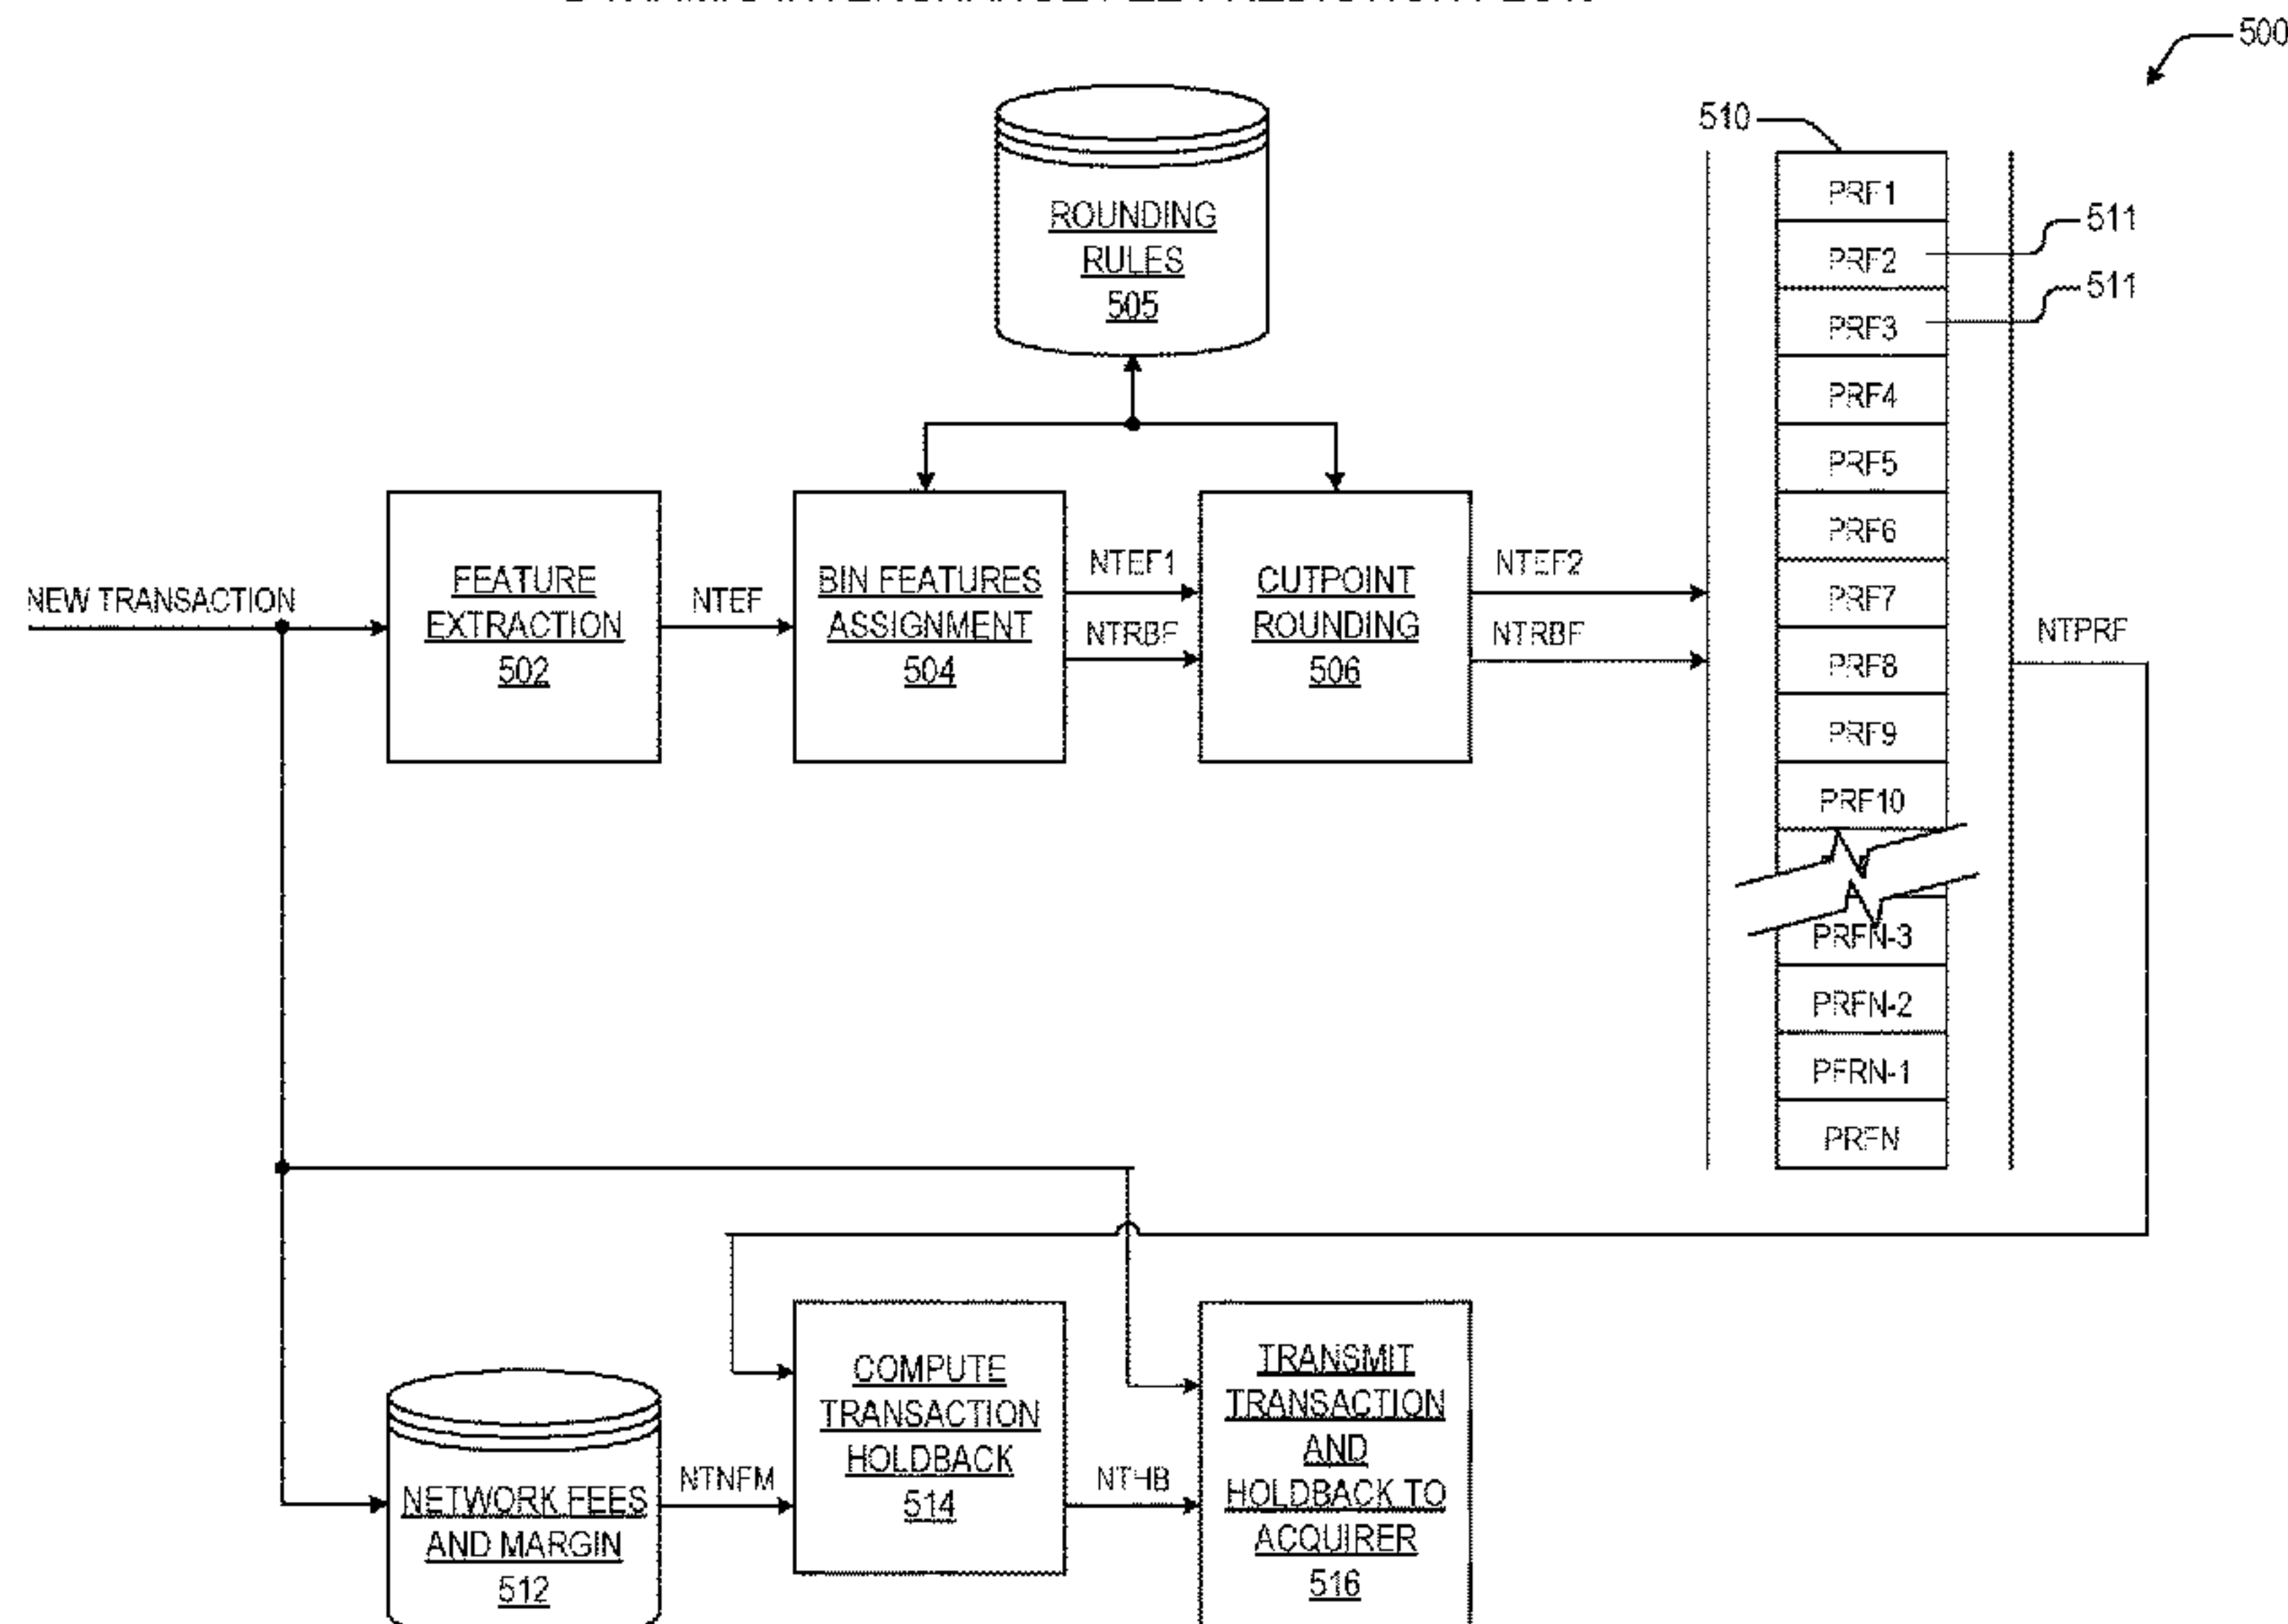 500
510
PRF1
511
PRF2
511
PRF3
PRF4
PRF5
PRF6
PRF7
PRF8
PRF9
PRF10
PRFN-3
PRFN-2
PFRN-1
PRFN
ROUNDING
RULES
505
NEW TRANSACTION
FEATURE
EXTRACTION
502
NTEF
BIN FEATURES
ASSIGNMENT
504
NTEF1
NTRBF
CUTPOINT
ROUNDING
506
NTEF2
NTRBF
NTPRF
NETWORK FEES
AND MARGIN
512
NTNFM
COMPUTE
TRANSACTION
HOLDBACK
514
NTHB
TRANSMIT
TRANSACTION
AND
HOLDBACK TO
ACQUIRER
516